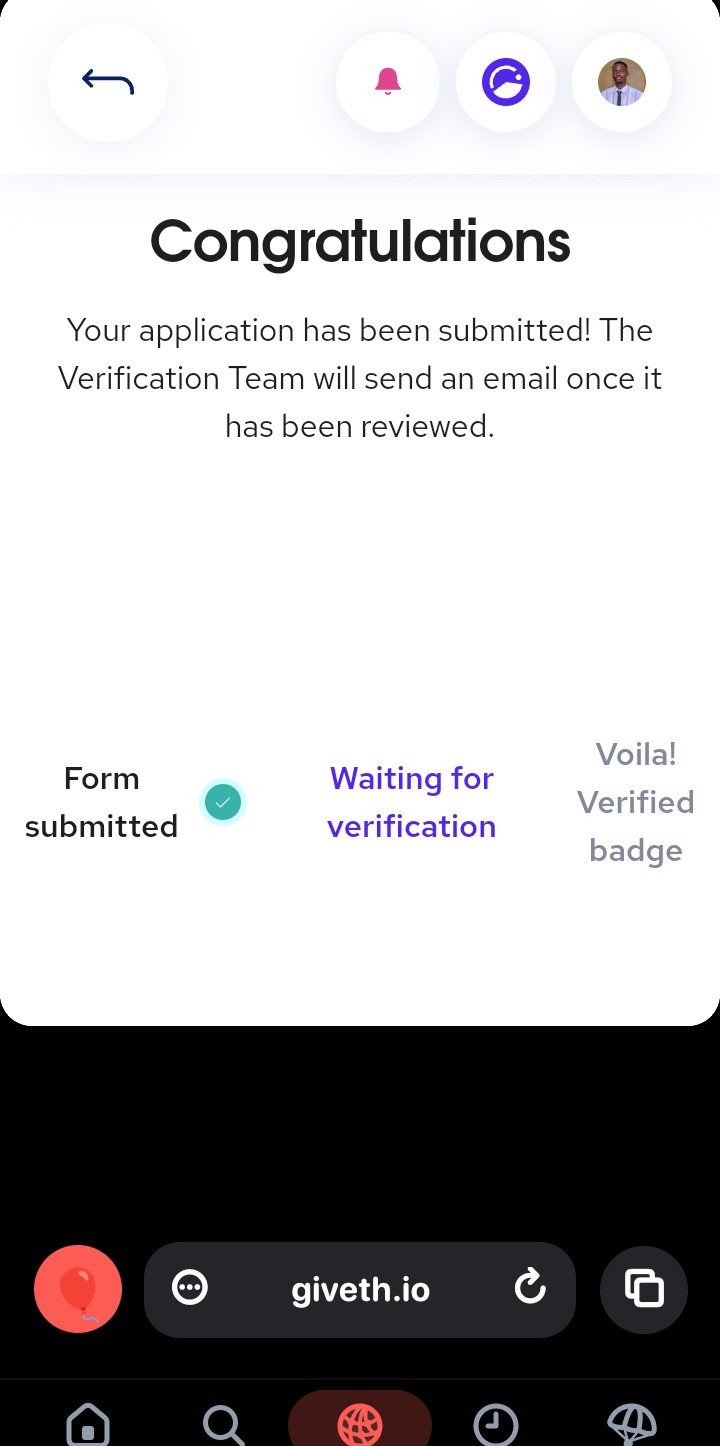 Congratulations
Your application has been submitted! The
Verification Team will send an email once it
has been reviewed.
Form
submitted
Waiting for
verification
Voila!
Verified
badge
giveth.io